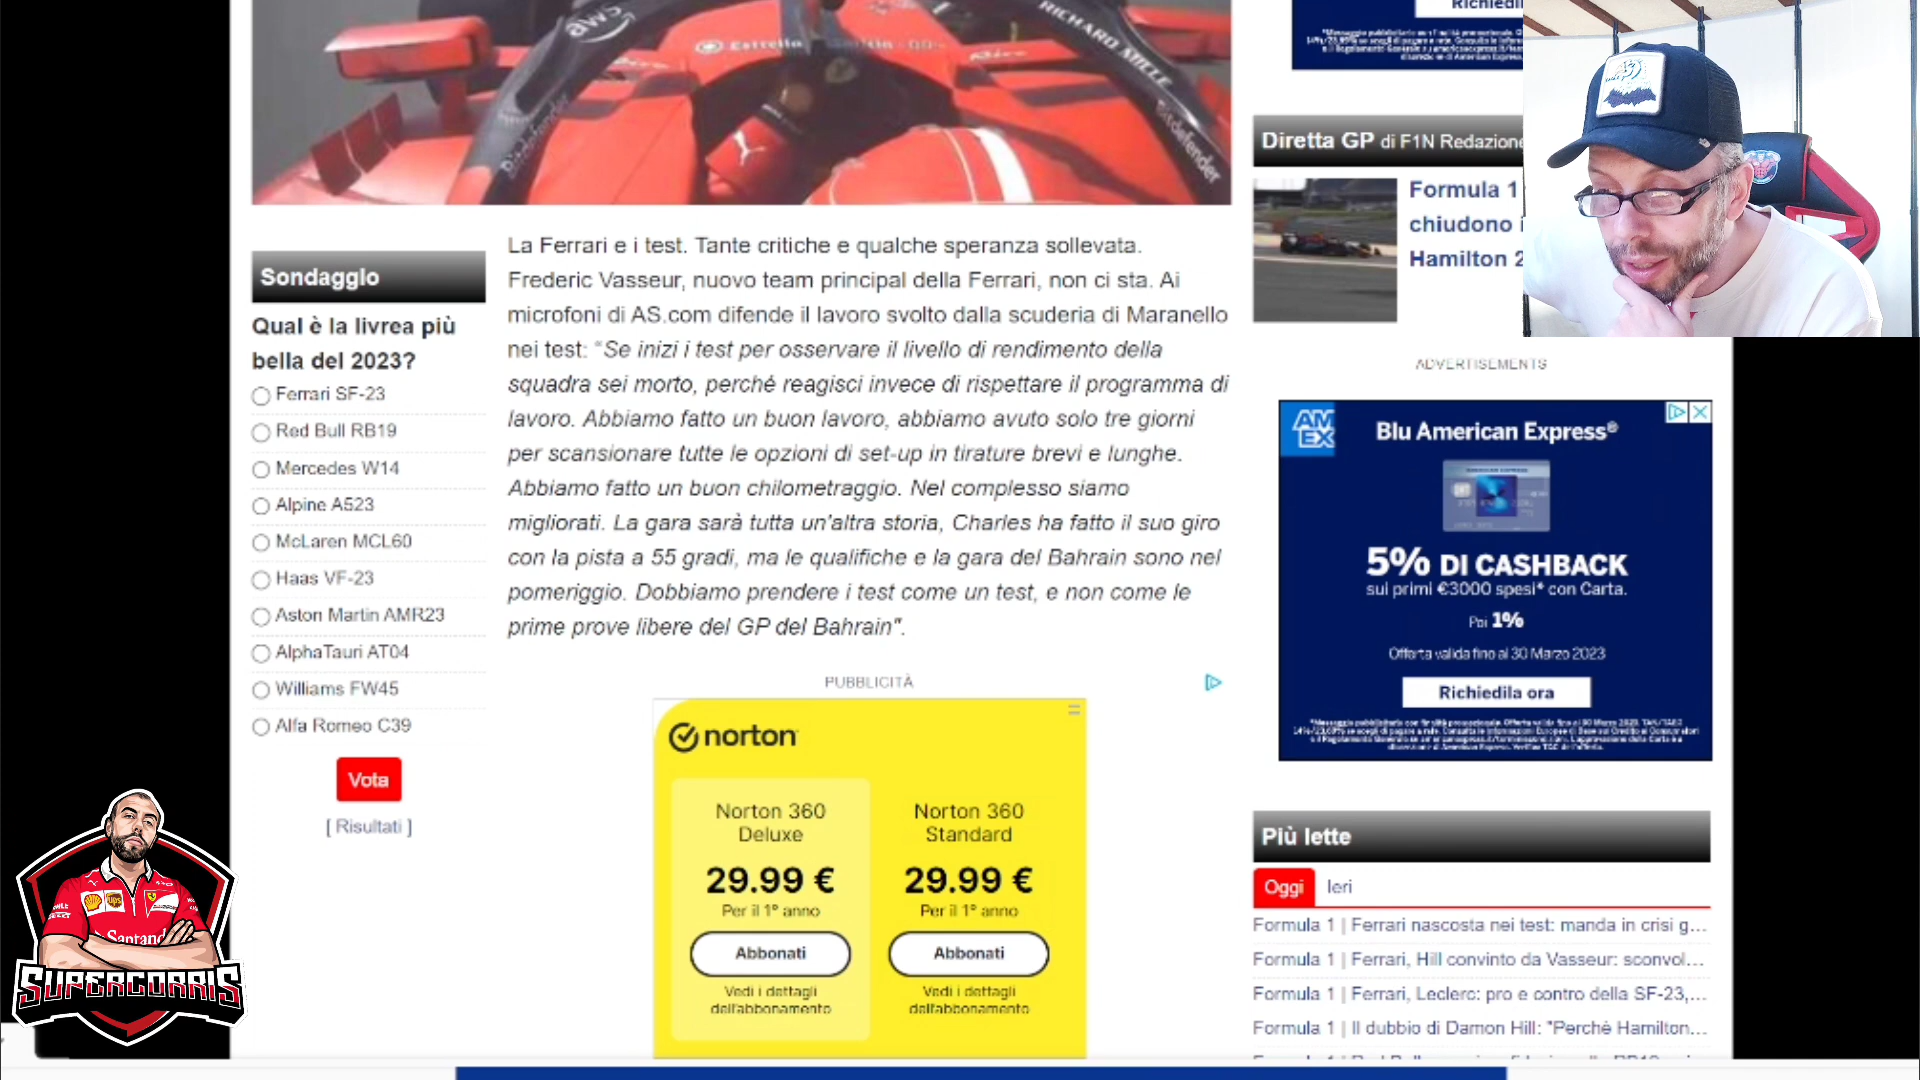 aws
Estrella
RICHARD MILLE
Bitdefender
Bitdefender
La Ferrari e i test. Tante critiche e qualche speranza sollevata.
Frederic Vasseur, nuovo team principal della Ferrari, non ci sta. Ai
microfoni di AS.com difende il lavoro svolto dalla scuderia di Maranello
nei test: “Se inizi i test per osservare il livello di rendimento della
squadra sei morto, perché reagisci invece di rispettare il programma di
lavoro. Abbiamo fatto un buon lavoro, abbiamo avuto solo tre giorni
per scansionare tutte le opzioni di set-up in tirature brevi e lunghe.
Abbiamo fatto un buon chilometraggio. Nel complesso siamo
migliorati. La gara sarà tutta un'altra storia, Charles ha fatto il suo giro
con la pista a 55 gradi, ma le qualifiche e la gara del Bahrain sono nel
pomeriggio. Dobbiamo prendere i test come un test, e non come le
prime prove libere del GP del Bahrain".
Sondaggio
Qual è la livrea più
bella del 2023?
Ferrari SF-23
Red Bull RB19
Mercedes W14
Alpine A523
McLaren MCL60
Haas VF-23
Aston Martin AMR23
AlphaTauri AT04
Williams FW45
Alfa Romeo C39
Vota
[ Risultati ]
PUBBLICITÀ
norton
Norton 360
Deluxe
29.99 €
Per il 1° anno
Abbonati
Vedi i dettagli
dell'abbonamento
Norton 360
Standard
29.99 €
Per il 1° anno
Abbonati
Vedi i dettagli
dell'abbonamento
Diretta GP di F1N Redazione
Formula 1
chiudono
Hamilton 2
ADVERTISEMENTS
AM
EX
Blu American Express®
5% DI CASHBACK
sui primi €3000 spesi* con Carta.
Poi 1%
Offerta valida fino al 30 Marzo 2023
Richiedila ora
Più lette
Oggi
Ieri
Formula 1 | Ferrari nascosta nei test: manda in crisi g...
Formula 1 | Ferrari, Hill convinto da Vasseur: sconvol...
Formula 1 | Ferrari, Leclerc: pro e contro della SF-23,...
Formula 1 | Il dubbio di Damon Hill: "Perchè Hamilton...
ups
Santand
SUPERCORRIS